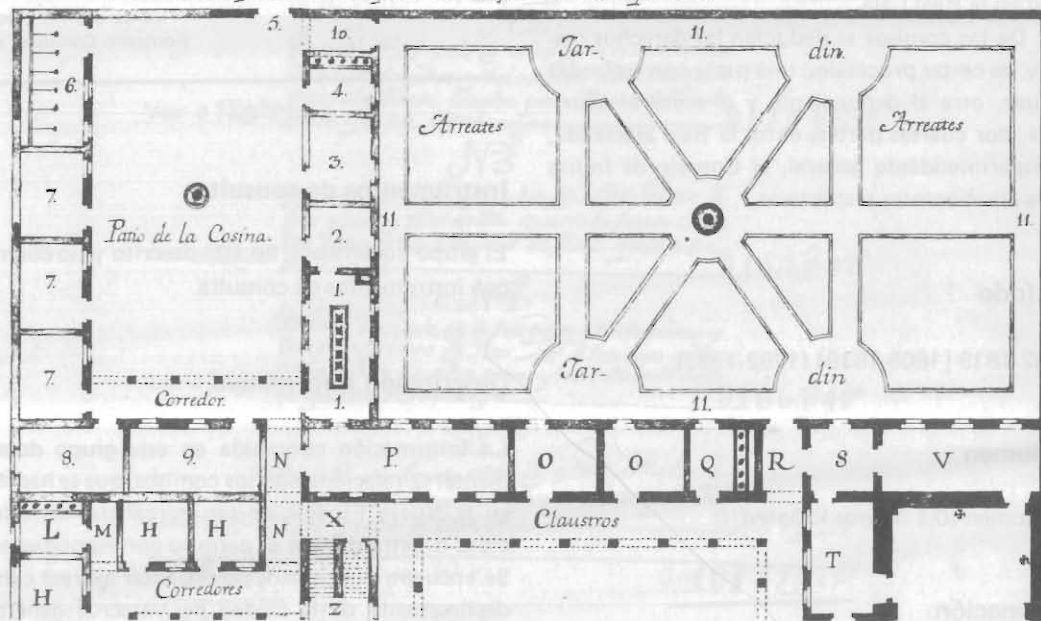 5.
10
11.
Jar-
din
6.
4.
Arreates
Arreates
3.
7.
11.
11.
11.
Patio de la Cosina.
2.
7.
1.
7.
1.
Jar-
din
Corredor.
11.
8.
9.
N
P
O
O
Q
R
S
V
L
M
H
H
N
X
Claustros
T
H
Corredores
Z